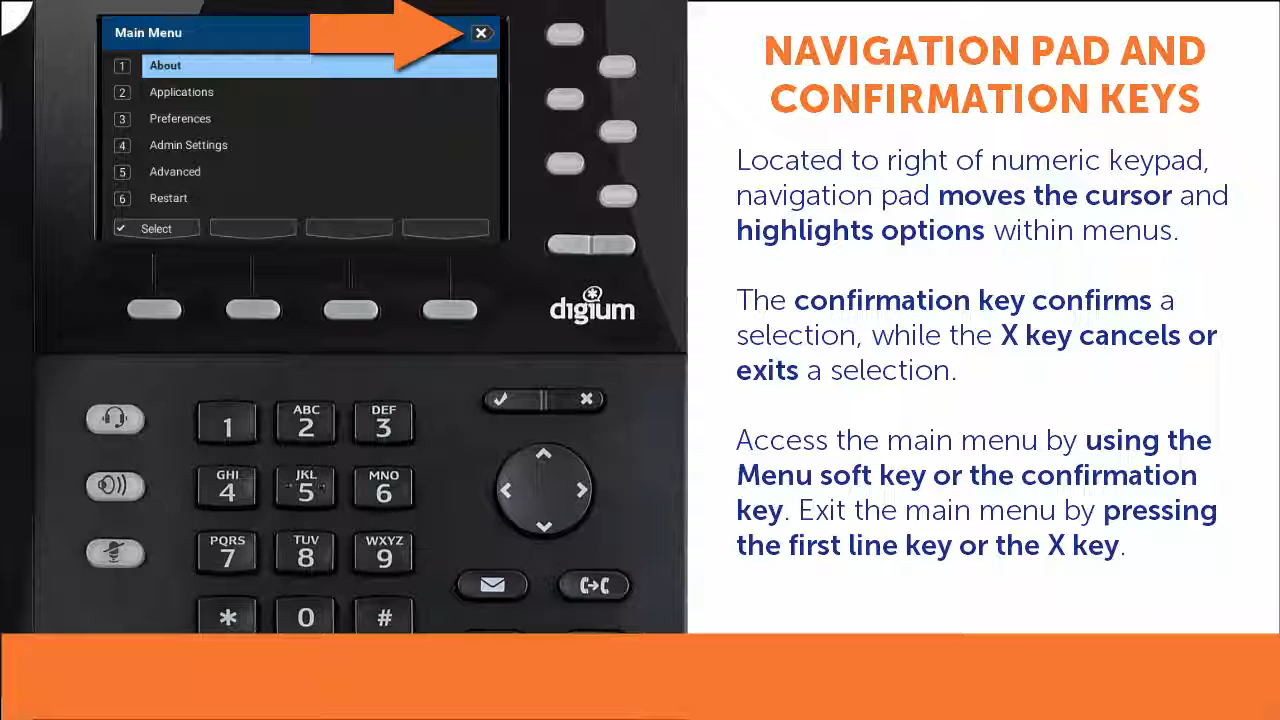 Main Menu
1 About
2 Applications
3 Preferences
4 Admin Settings
5 Advanced
6 Restart
Select
digium
1
ABC
2
DEF
3
GHI
4
JKL
5
MNO
6
PQRS
7
TUV
8
WXYZ
9
*
0
#
NAVIGATION PAD AND
CONFIRMATION KEYS
Located to right of numeric keypad,
navigation pad moves the cursor and
highlights options within menus.
The confirmation key confirms a
selection, while the X key cancels or
exits a selection.
Access the main menu by using the
Menu soft key or the confirmation
key. Exit the main menu by pressing
the first line key or the X key.